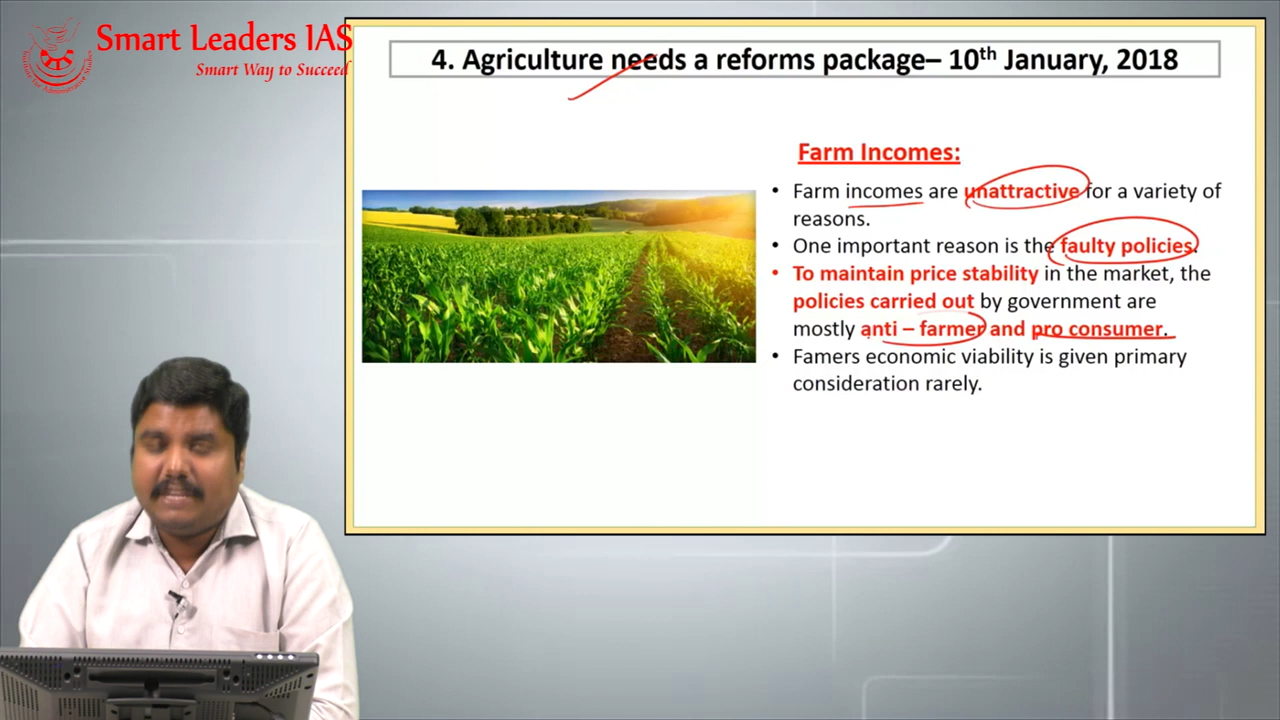 Smart Leaders IAS
Smart Way to Succeed
4. Agriculture needs a reforms package– 10th January, 2018
Farm Incomes:
• Farm incomes are unattractive for a variety of
reasons.
• One important reason is the faulty policies.
• To maintain price stability in the market, the
policies carried out by government are
mostly anti – farmer and pro consumer.
• Famers economic viability is given primary
consideration rarely.